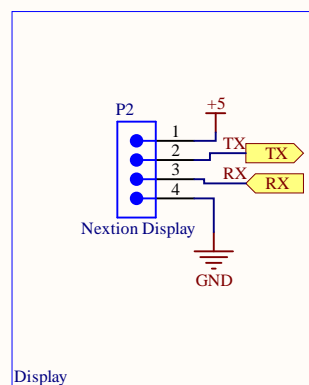 +5
P2
1
TX TX
2
3
RX RX
4
Nextion Display
GND
Display